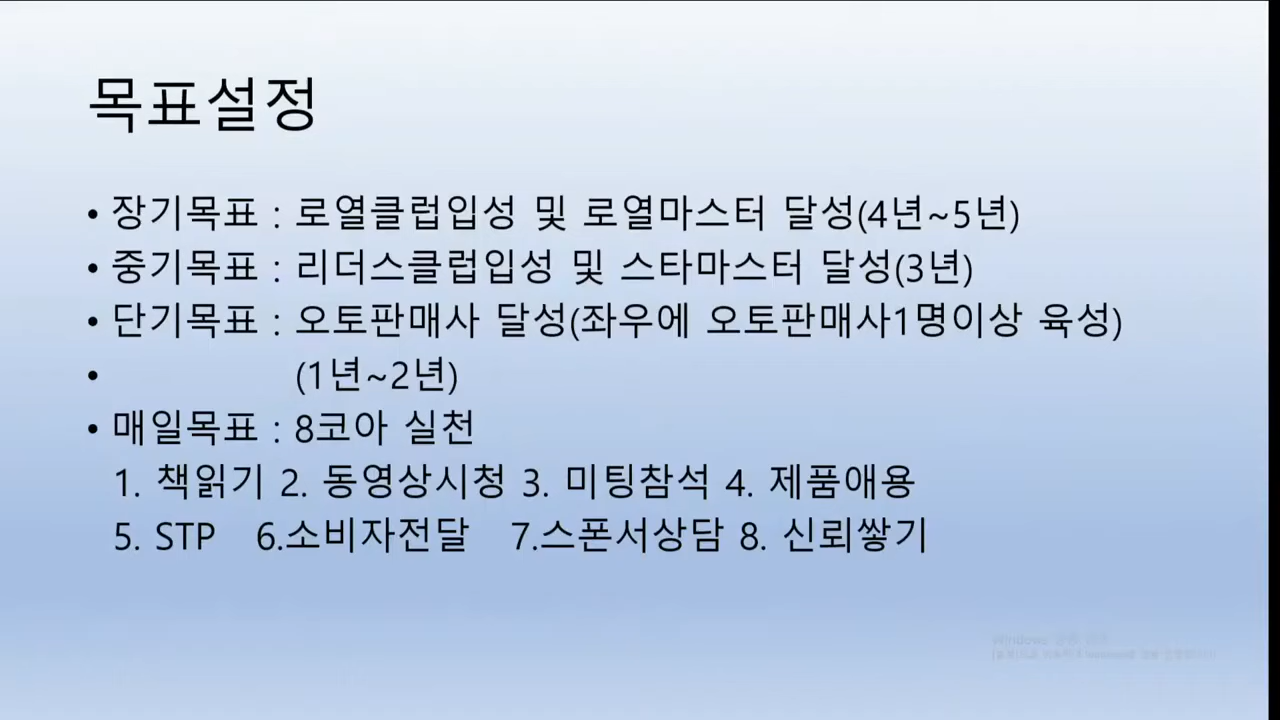 목표설정
• 장기목표 : 로열클럽입성 및 로열마스터 달성(4년~5년)
• 중기목표 : 리더스클럽입성 및 스타마스터 달성(3년)
• 단기목표 : 오토판매사 달성(좌우에 오토판매사1명이상 육성)
• (1년~2년)
• 매일목표 : 8코아 실천
1. 책읽기 2. 동영상시청 3. 미팅참석 4. 제품애용
5. STP 6.소비자전달 7.스폰서상담 8. 신뢰쌓기
Windows